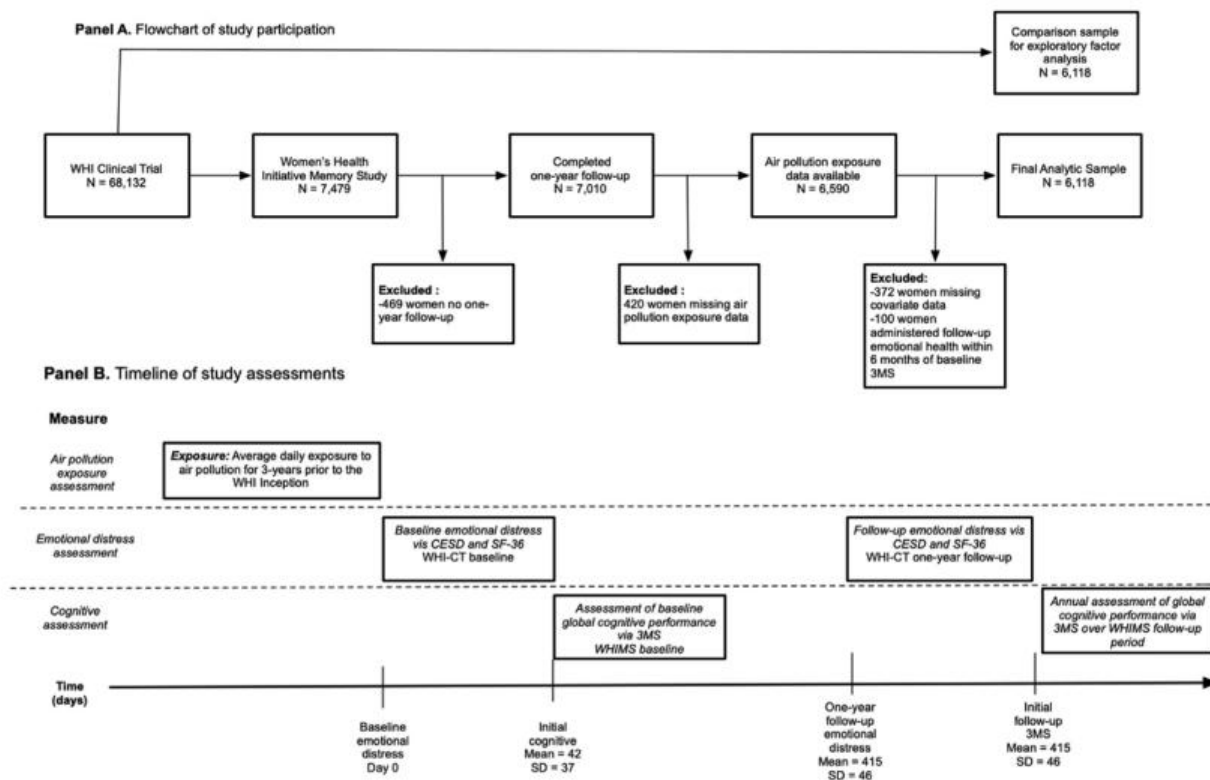 Panel A. Flowchart of study participation
Comparison sample
for exploratory factor
analysis
N = 6,118
WHI Clinical Trial
N = 68,132
Women's Health
Initiative Memory Study
N = 7,479
Completed
one-year follow-up
N = 7,010
Air pollution exposure
data available
N = 6,590
Final Analytic Sample
N = 6,118
Excluded :
-469 women no one-
year follow-up
Excluded :
420 women missing air
pollution exposure data
Excluded:
-372 women missing
covariate data
-100 women
administered follow-up
emotional health within
6 months of baseline
3MS
Panel B. Timeline of study assessments
Measure
Air pollution
exposure
assessment
Exposure: Average daily exposure
to air pollution for 3-years prior to the
WHI Inception
Emotional distress
assessment
Baseline emotional distress
vis CESD and SF-36
WHI-CT baseline
Follow-up emotional distress vis
CESD and SF-36
WHI-CT one-year follow-up
Cognitive
assessment
Assessment of baseline
global cognitive performance
via 3MS
WHIMS baseline
Annual assessment of global
cognitive performance via
3MS over WHIMS follow-up
period
Time
(days)
Baseline
emotional
distress
Day 0
Initial
cognitive
Mean = 42
SD = 37
One-year
follow-up
emotional
distress
Mean = 415
SD = 46
Initial
follow-up
3MS
Mean = 415
SD = 46